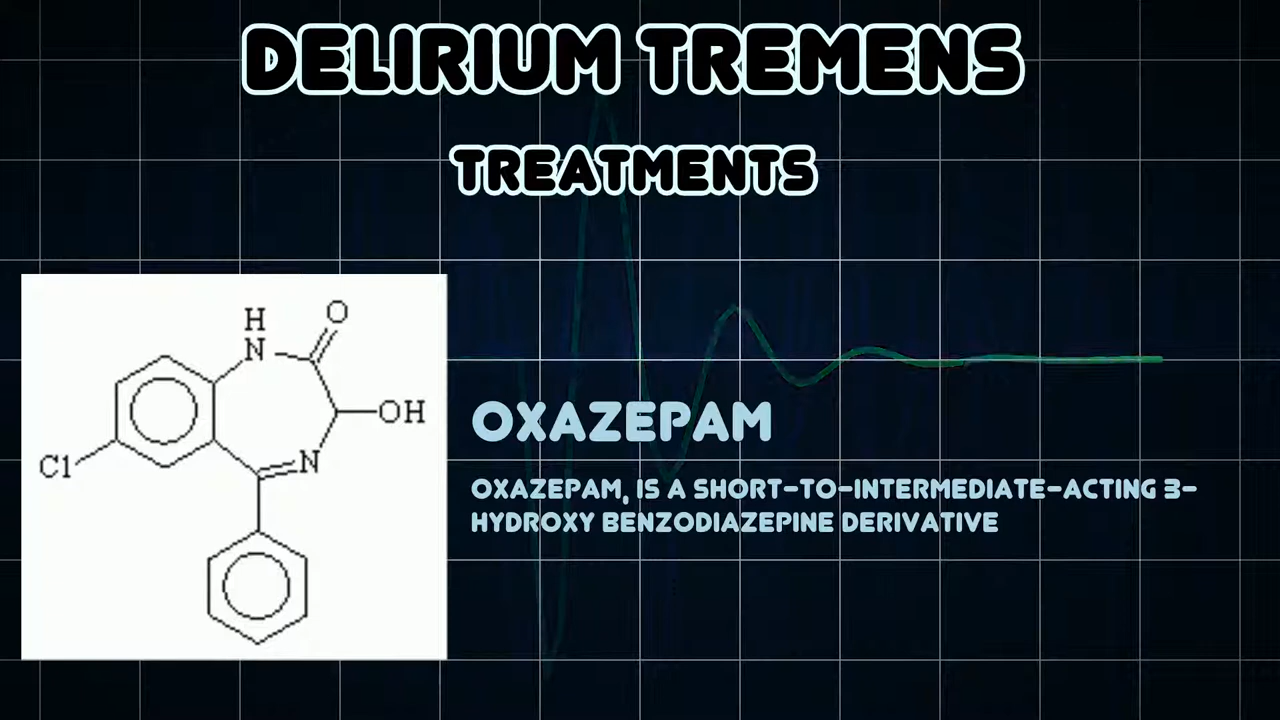 DELIRIUM TREMENS
TREATMENTS
H
N
O
OH
N
Cl
OXAZEPAM
OXAZEPAM, IS A SHORT-TO-INTERMEDIATE-ACTING 3-
HYDROXY BENZODIAZEPINE DERIVATIVE